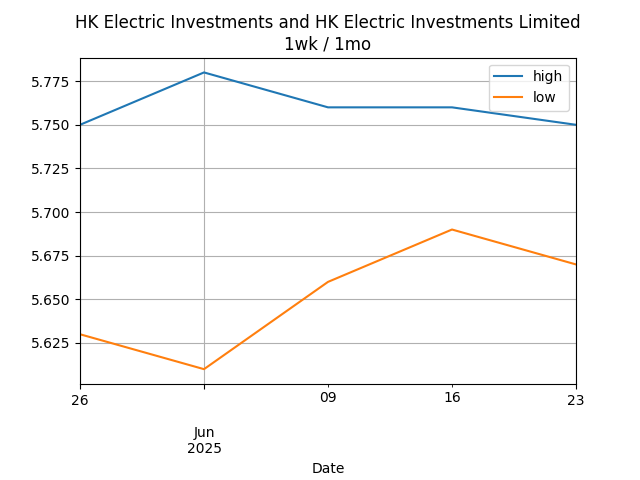 HK Electric Investments and HK Electric Investments Limited
1wk / 1mo
high
low
5.775
5.750
5.725
5.700
5.675
5.650
5.625
26
09
16
23
Jun
2025
Date